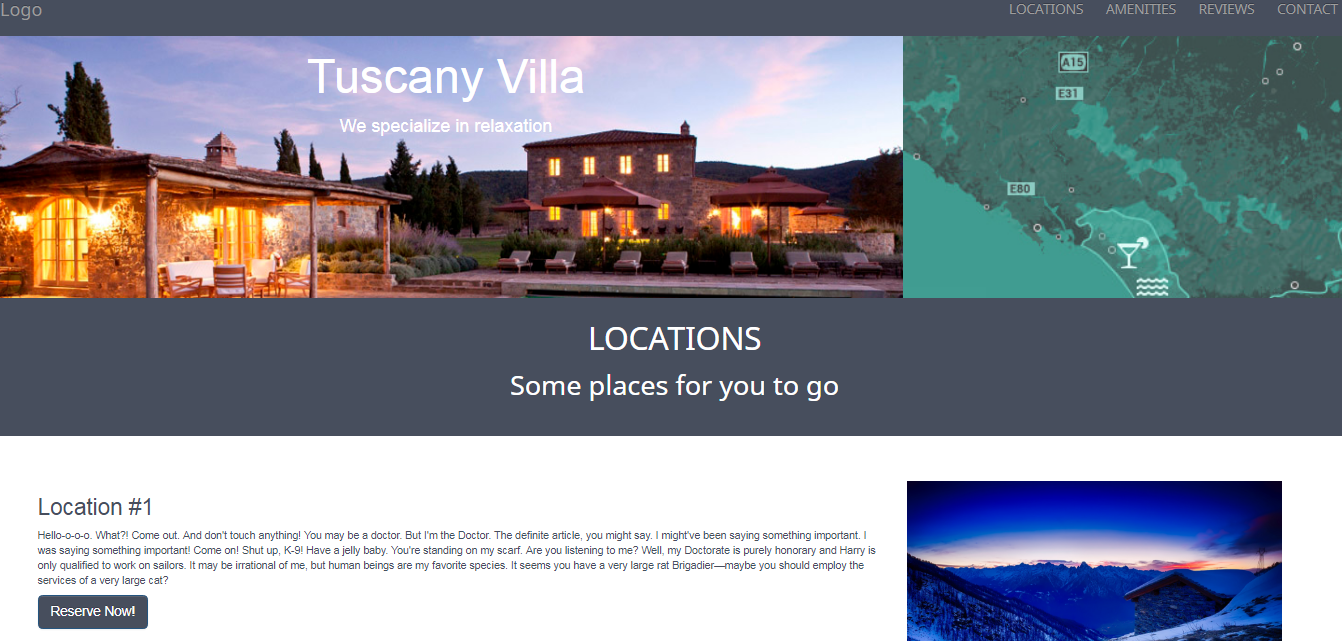 Logo
LOCATIONS AMENITIES REVIEWS CONTACT
Tuscany Villa
We specialize in relaxation
A15
E31
E80
LOCATIONS
Some places for you to go
Location #1
Hello-o-o-o. What?! Come out. And don't touch anything! You may be a doctor. But I'm the Doctor. The definite article, you might say. I might've been saying something important. I
was saying something important! Come on! Shut up, K-9! Have a jelly baby. You're standing on my scarf. Are you listening to me? Well, my Doctorate is purely honorary and Harry is
only qualified to work on sailors. It may be irrational of me, but human beings are my favorite species. It seems you have a very large rat Brigadier—maybe you should employ the
services of a very large cat?
Reserve Now!